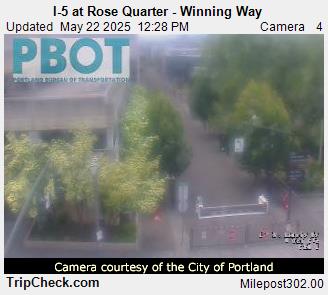 I-5 at Rose Quarter - Winning Way
Updated May 22 2025 12:28 PM Camera 4
PBOT
PORTLAND BUREAU OF TRANSPORTATION
Camera courtesy of the City of Portland
TripCheck.com Milepost302.00